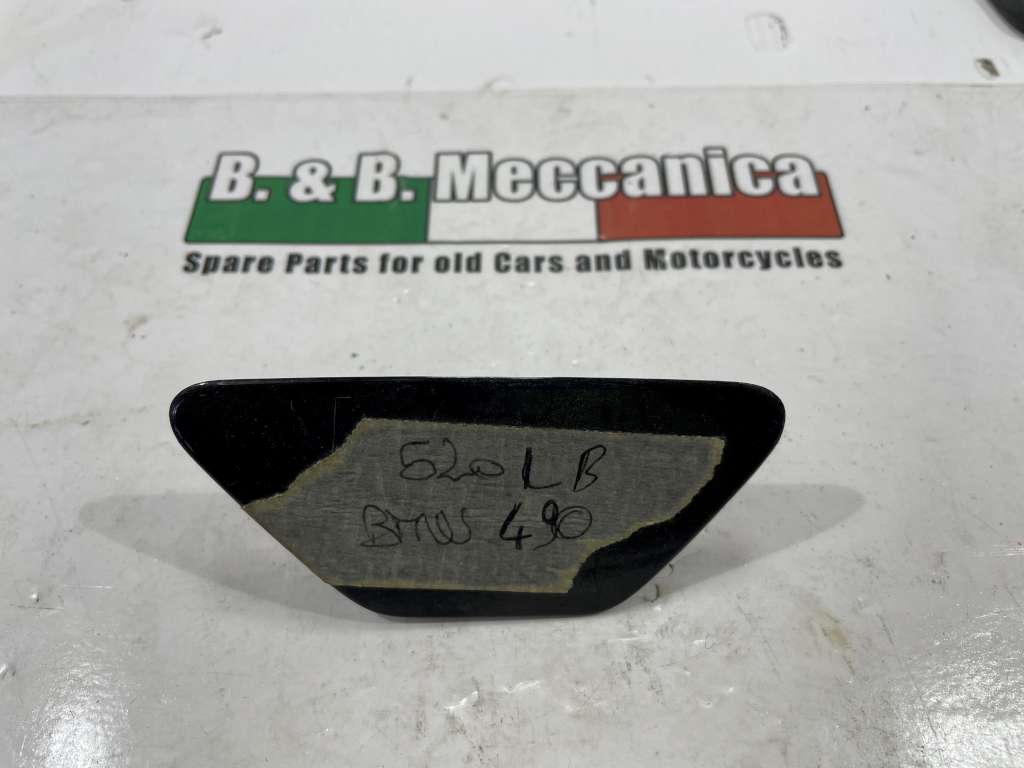 B. & B. Meccanica
Spare Parts for old Cars and Motorcycles
520 LB
BMW 490